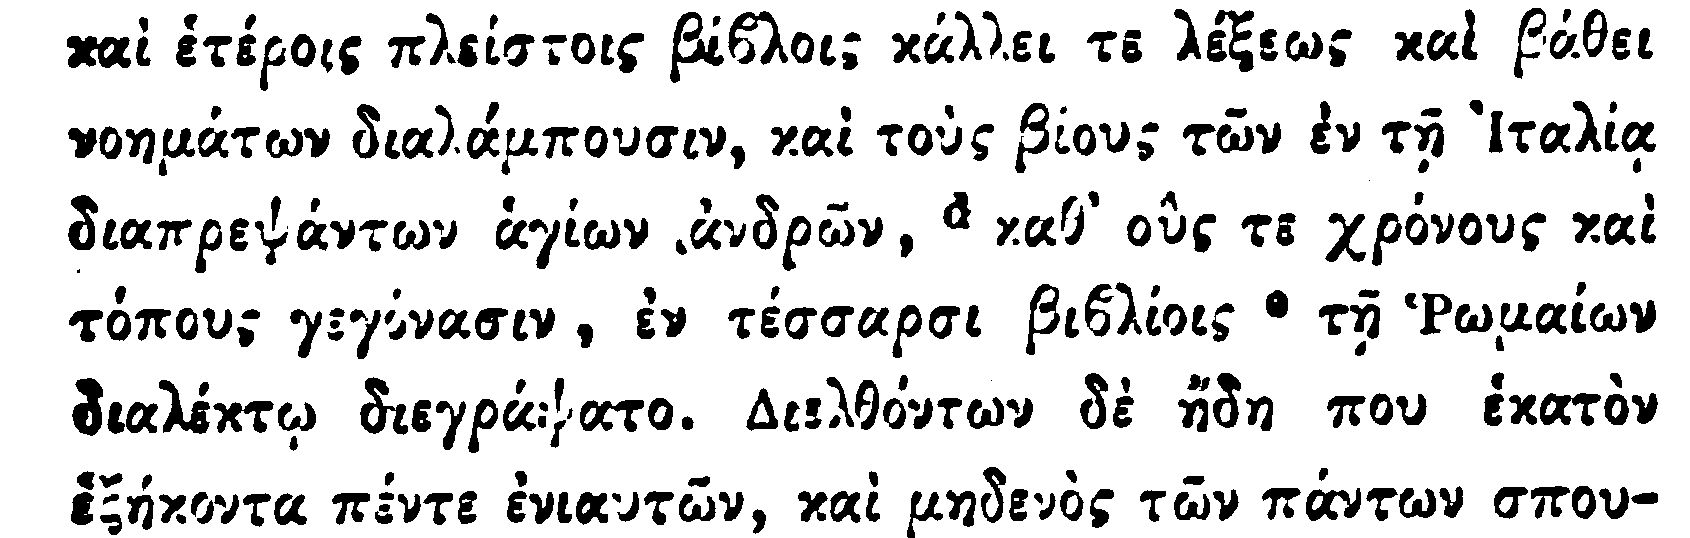 καὶ ἑτέροις πλείστοις βίβλοις κάλλει τε λέξεως καὶ βάθει
νοημάτων διαλάμπουσιν, καὶ τοὺς βίους τῶν ἐν τῇ Ἰταλίᾳ
διαπρεψάντων ἁγίων ἀνδρῶν, d καθ' οὓς τε χρόνους καὶ
τόπους γεγόνασιν, ἐν τέσσαρσι βιβλίοις e τῇ Ῥωμαίων
διαλέκτῳ διεγράψατο. Διελθόντων δὲ ἤδη που ἑκατὸν
ἑξήκοντα πέντε ἐνιαυτῶν, καὶ μηδενὸς τῶν πάντων σπου-